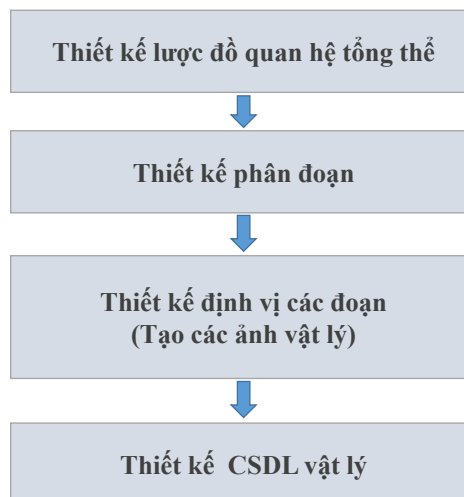 Thiết kế lược đồ quan hệ tổng thể
Thiết kế phân đoạn
Thiết kế định vị các đoạn
(Tạo các ảnh vật lý)
Thiết kế CSDL vật lý